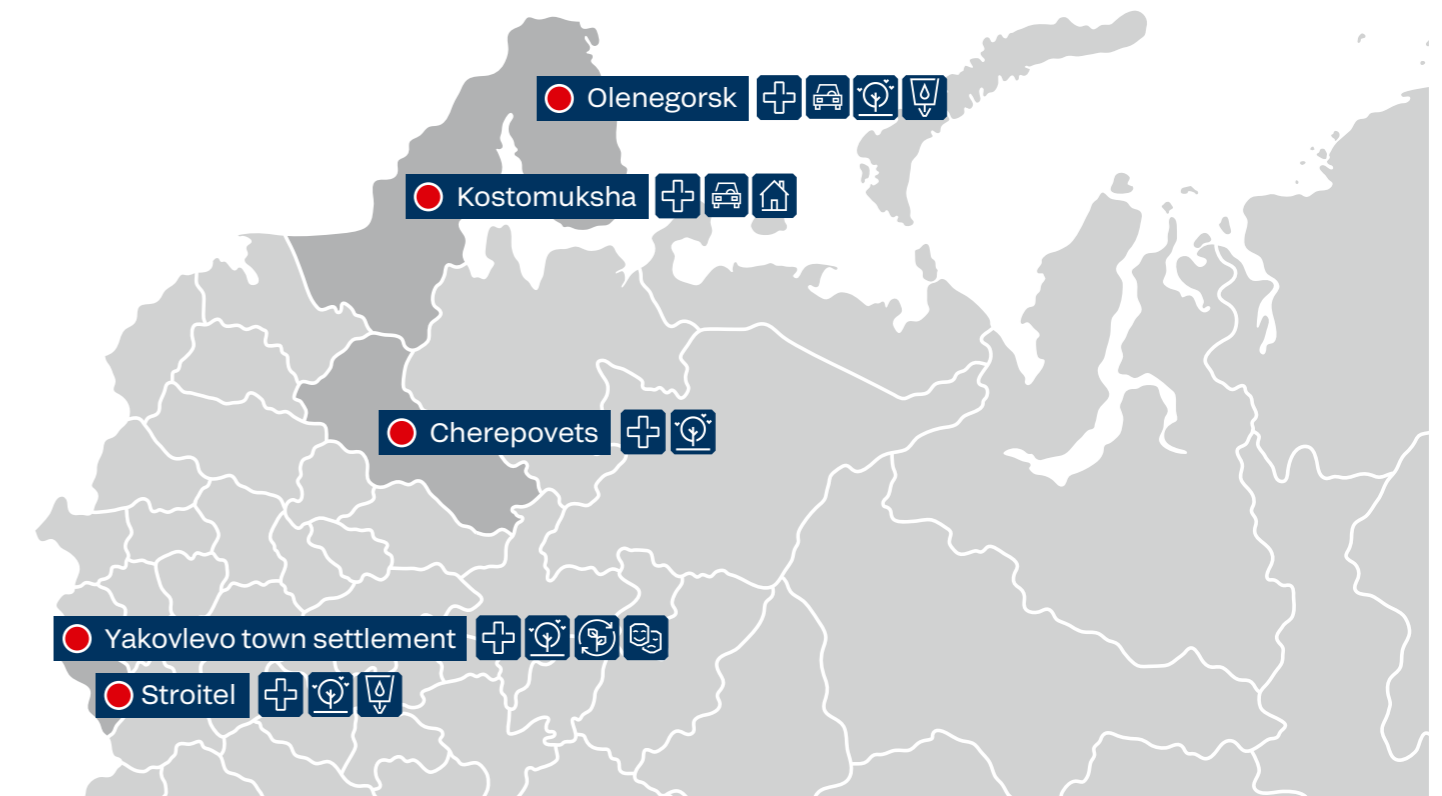 Olenegorsk
Kostomuksha
Cherepovets
Yakovlevo town settlement
Stroitel